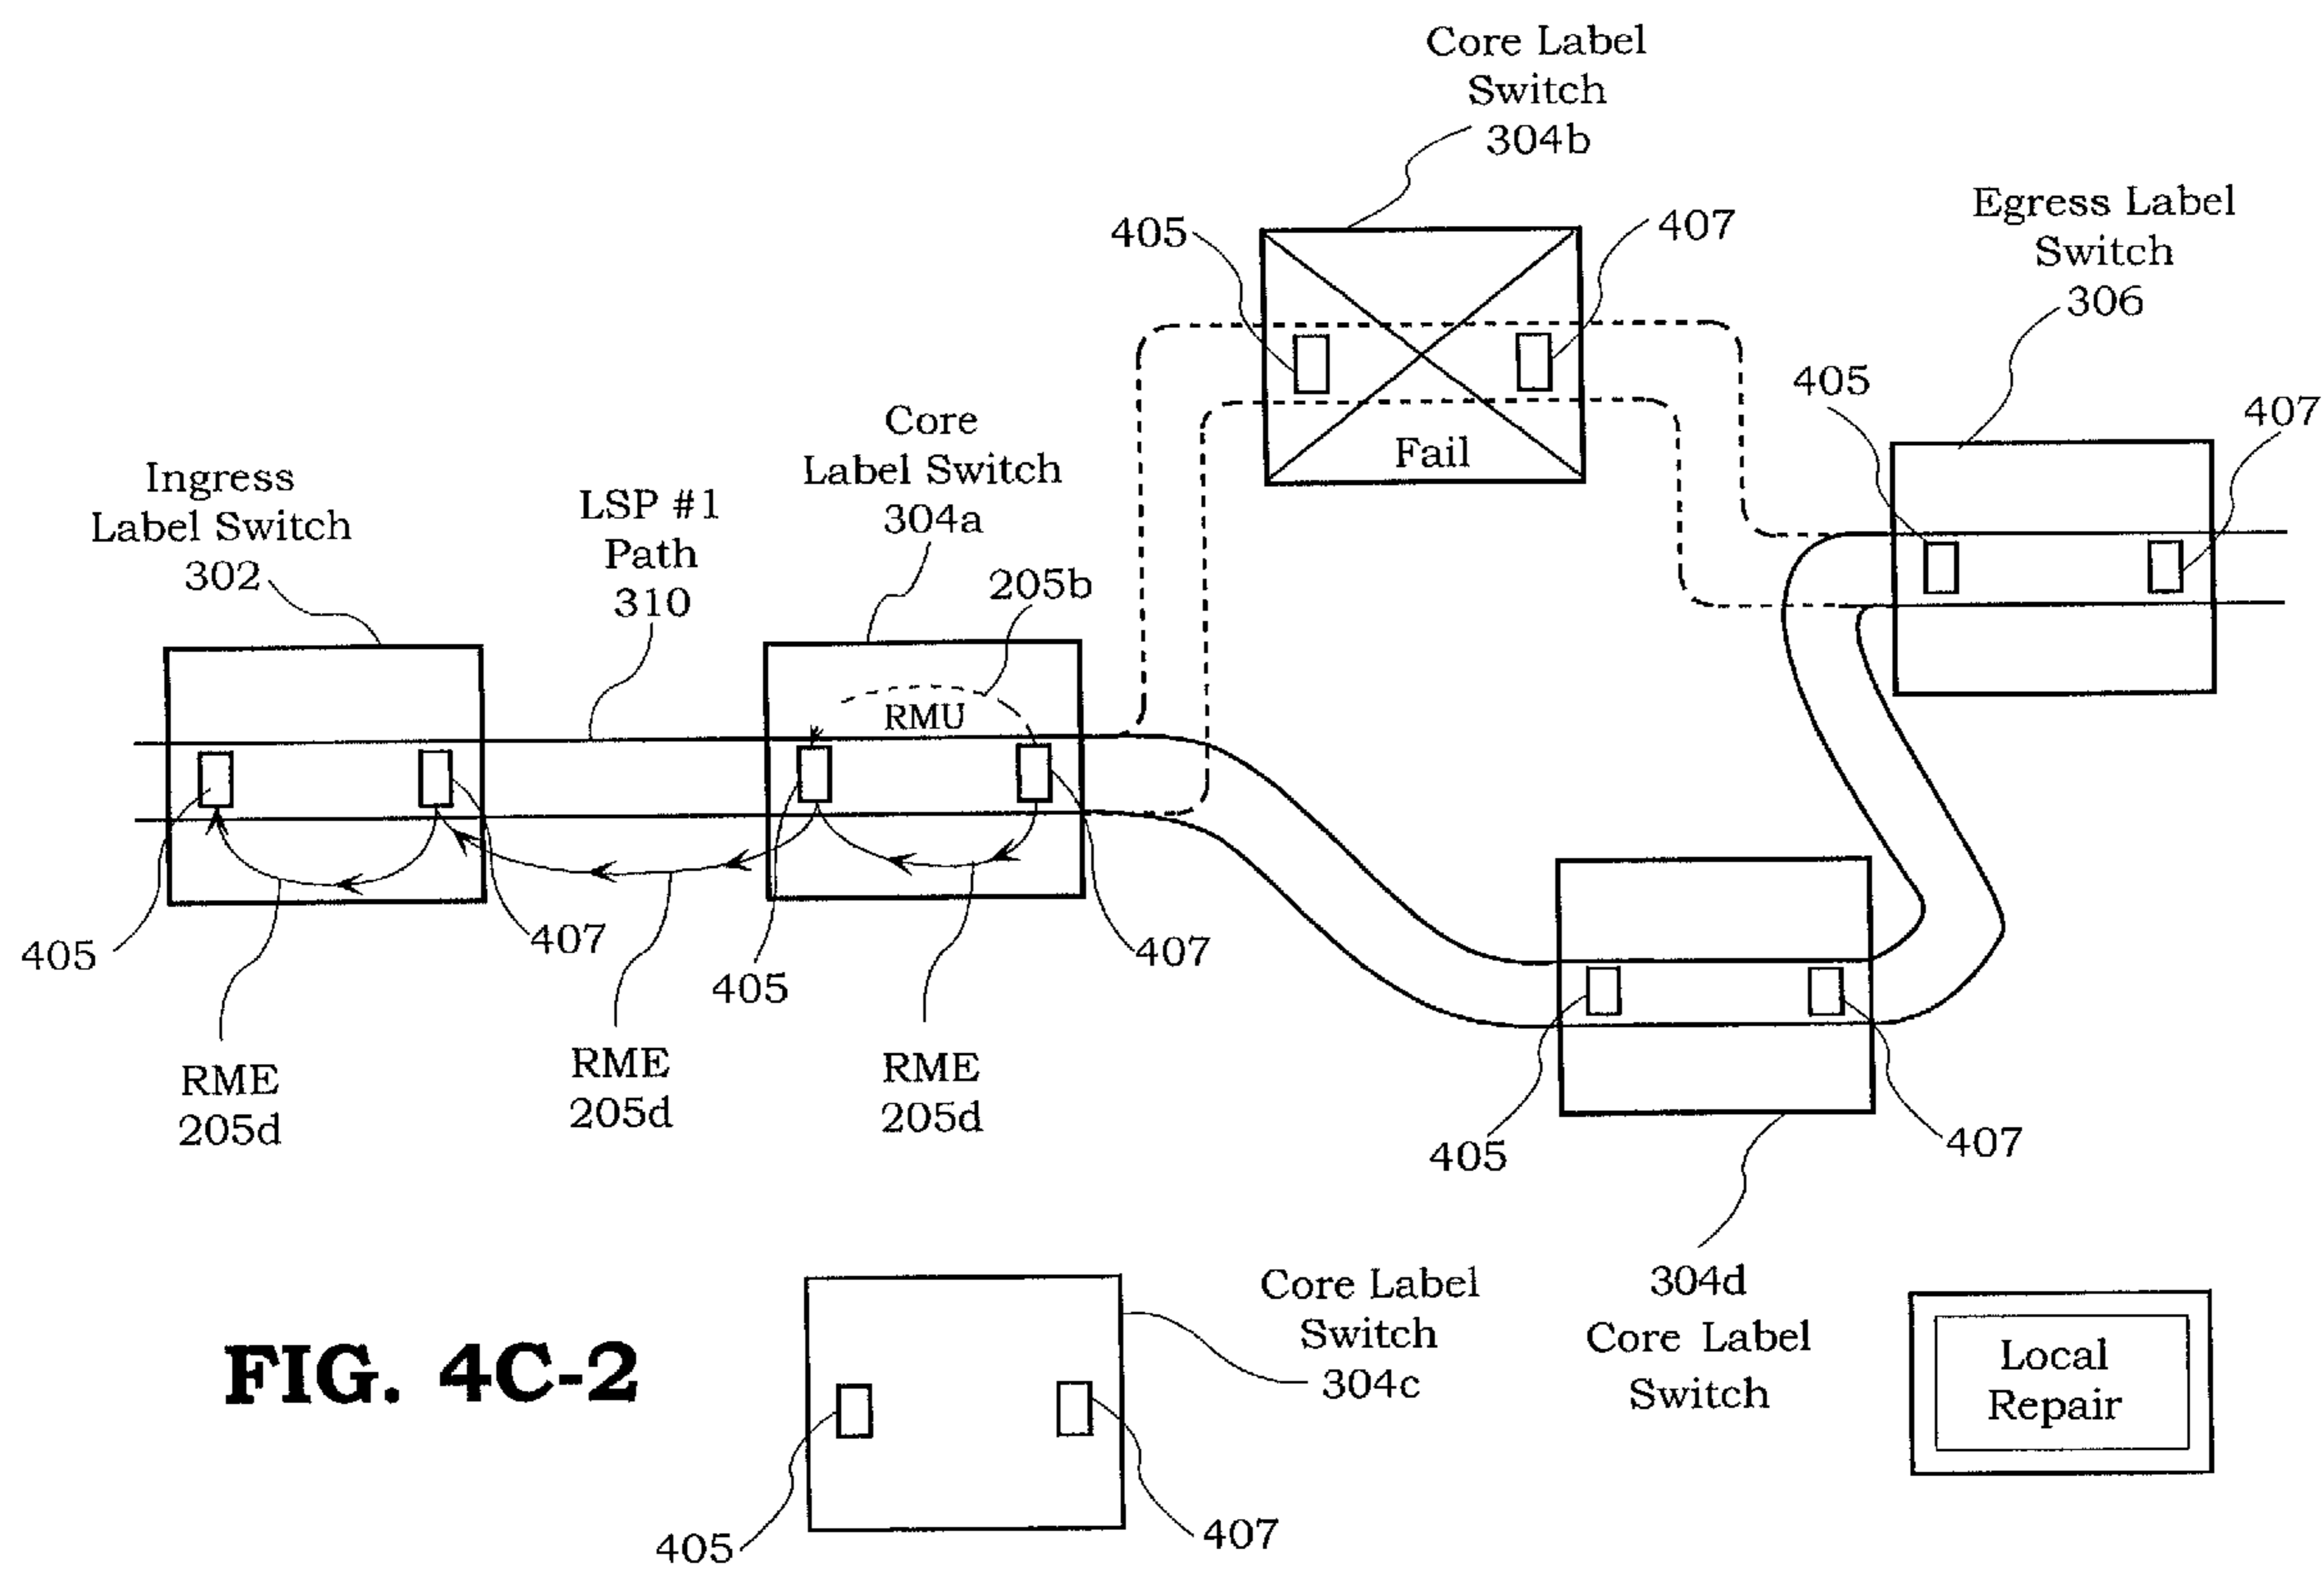 Core Label
Switch
304b
405
407
Egress Label
Switch
306
405
407
Fail
Core
Label Switch
304a
Ingress
Label Switch
302
LSP #1
Path
310
205b
RMU
405
407
405
407
RME
205d
RME
205d
RME
205d
405
407
304d
Core Label
Switch
Core Label
Switch
304c
405
407
Local
Repair
FIG. 4C-2